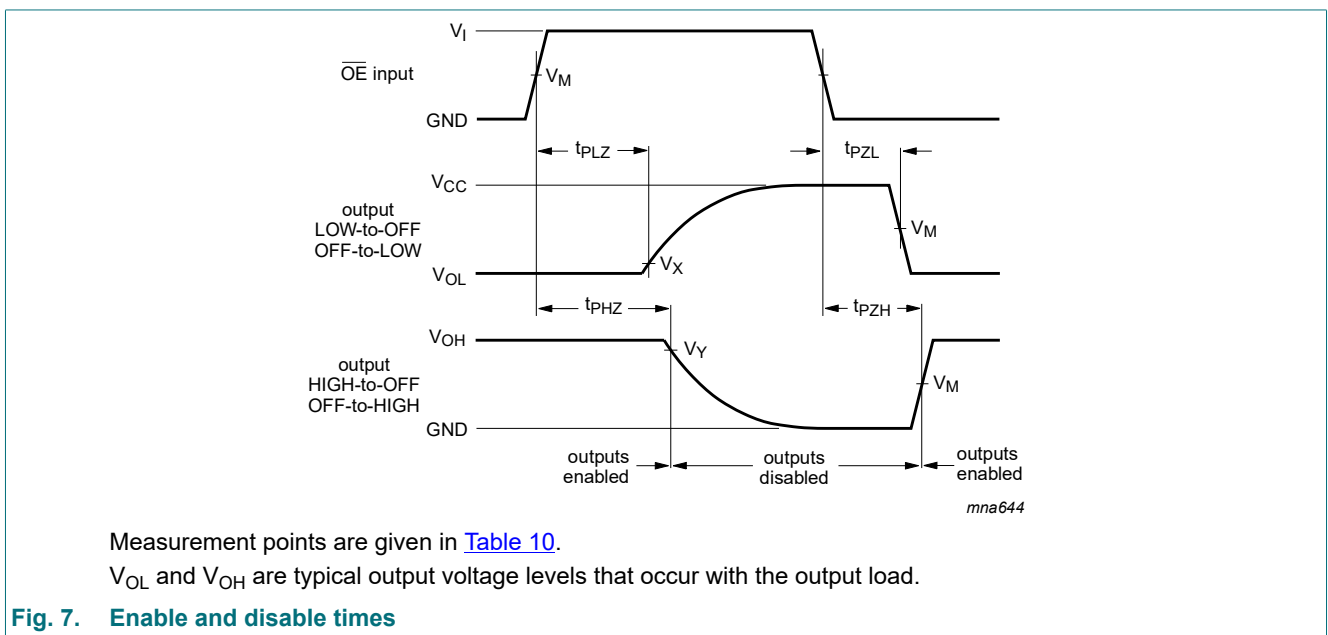 V_I
OE input
V_M
GND
t_PLZ
t_PZL
V_CC
output
LOW-to-OFF
OFF-to-LOW
V_M
V_X
V_OL
t_PHZ
t_PZH
V_OH
V_Y
output
HIGH-to-OFF
OFF-to-HIGH
V_M
GND
outputs
enabled
outputs
disabled
outputs
enabled
mna644
Measurement points are given in Table 10.
V_OL and V_OH are typical output voltage levels that occur with the output load.
Fig. 7. Enable and disable times